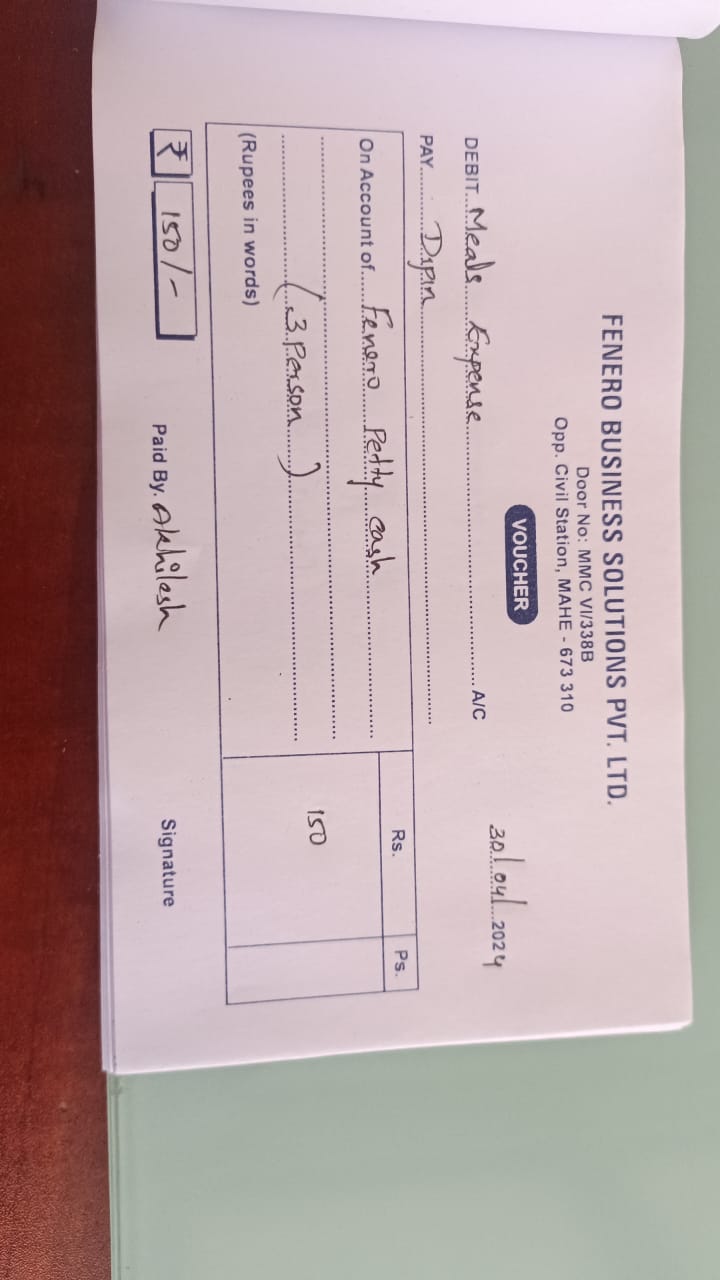 FENERO BUSINESS SOLUTIONS PVT. LTD.
Door No: MMC VI/338B
Opp. Civil Station, MAHE - 673 310
VOUCHER
30/04/2024
DEBIT Meals Expense A/C
PAY Dipin
On Account of Fenero Petty cash
Rs. Ps.
(3 person)
150
(Rupees in words)
₹ 150/-
Paid By. Akhilesh
Signature